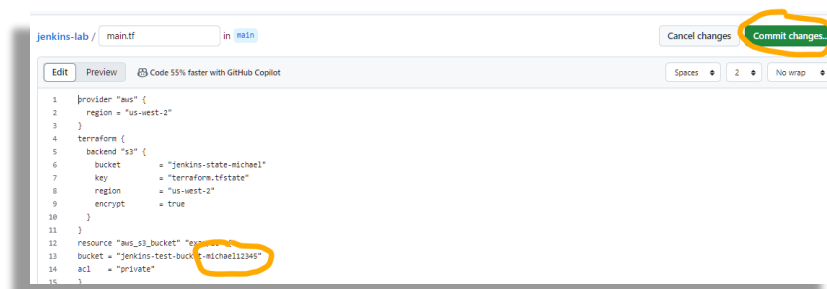 jenkins-lab / main.tf in main Cancel changes Commit changes...
Edit Preview Code 55% faster with GitHub Copilot Spaces 2 No wrap
1 provider "aws" {
2 region = "us-west-2"
3 }
4 terraform {
5 backend "s3" {
6 bucket = "jenkins-state-michael"
7 key = "terraform.tfstate"
8 region = "us-west-2"
9 encrypt = true
10 }
11 }
12 resource "aws_s3_bucket"
13 bucket = "jenkins-test-bucket-michael12345"
14 acl = "private"
15 }